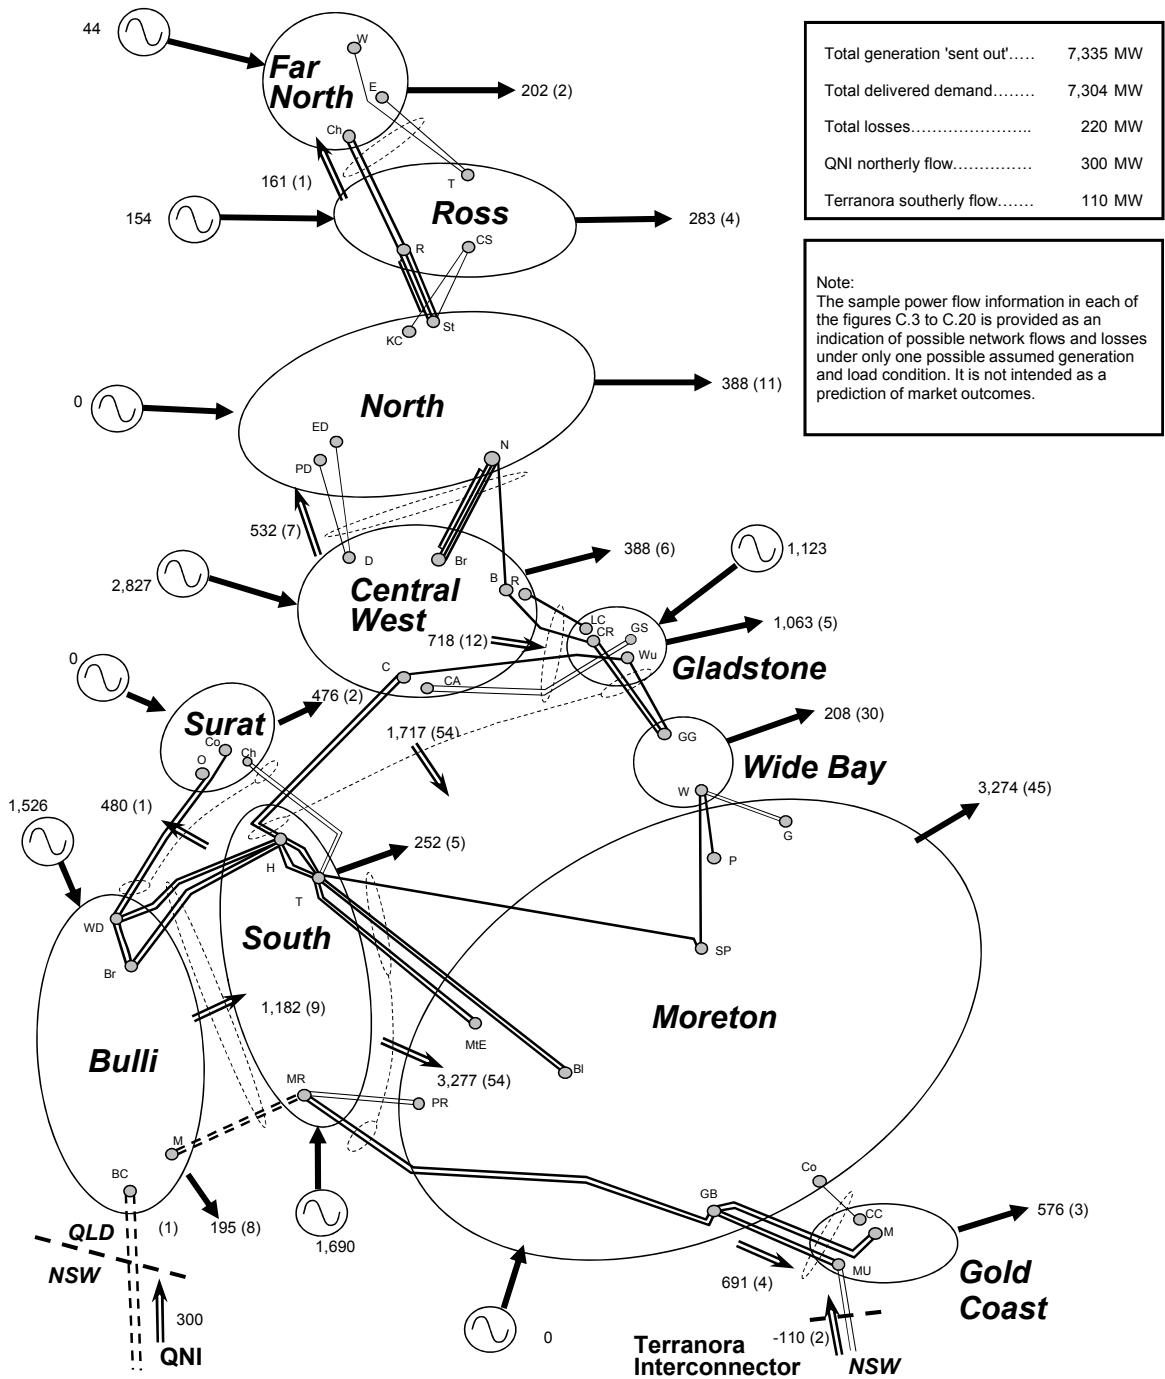 44
W
Far
North
E
202 (2)
Ch
161 (1)
T
154
Ross
283 (4)
R
CS
St
KC
0
North
388 (11)
ED
PD
N
532 (7)
D
Br
2,827
Central
West
B
R
388 (6)
1,123
LC
CR
GS
Wu
1,063 (5)
718 (12)
Gladstone
C
CA
0
476 (2)
Surat
Co
Ch
O
1,717 (54)
208 (30)
GG
Wide Bay
W
G
P
3,274 (45)
1,526
480 (1)
252 (5)
H
T
WD
South
SP
Br
1,182 (9)
Moreton
MtE
Bulli
3,277 (54)
BI
MR
PR
M
BC
QLD
(1)
195 (8)
NSW
1,690
300
QNI
0
Co
GB
CC
M
MU
576 (3)
691 (4)
Gold
Coast
-110 (2)
Terranora
Interconnector
NSW
Total generation 'sent out'..... 7,335 MW
Total delivered demand........ 7,304 MW
Total losses........................ 220 MW
QNI northerly flow............... 300 MW
Terranora southerly flow....... 110 MW
Note:
The sample power flow information in each of
the figures C.3 to C.20 is provided as an
indication of possible network flows and losses
under only one possible assumed generation
and load condition. It is not intended as a
prediction of market outcomes.